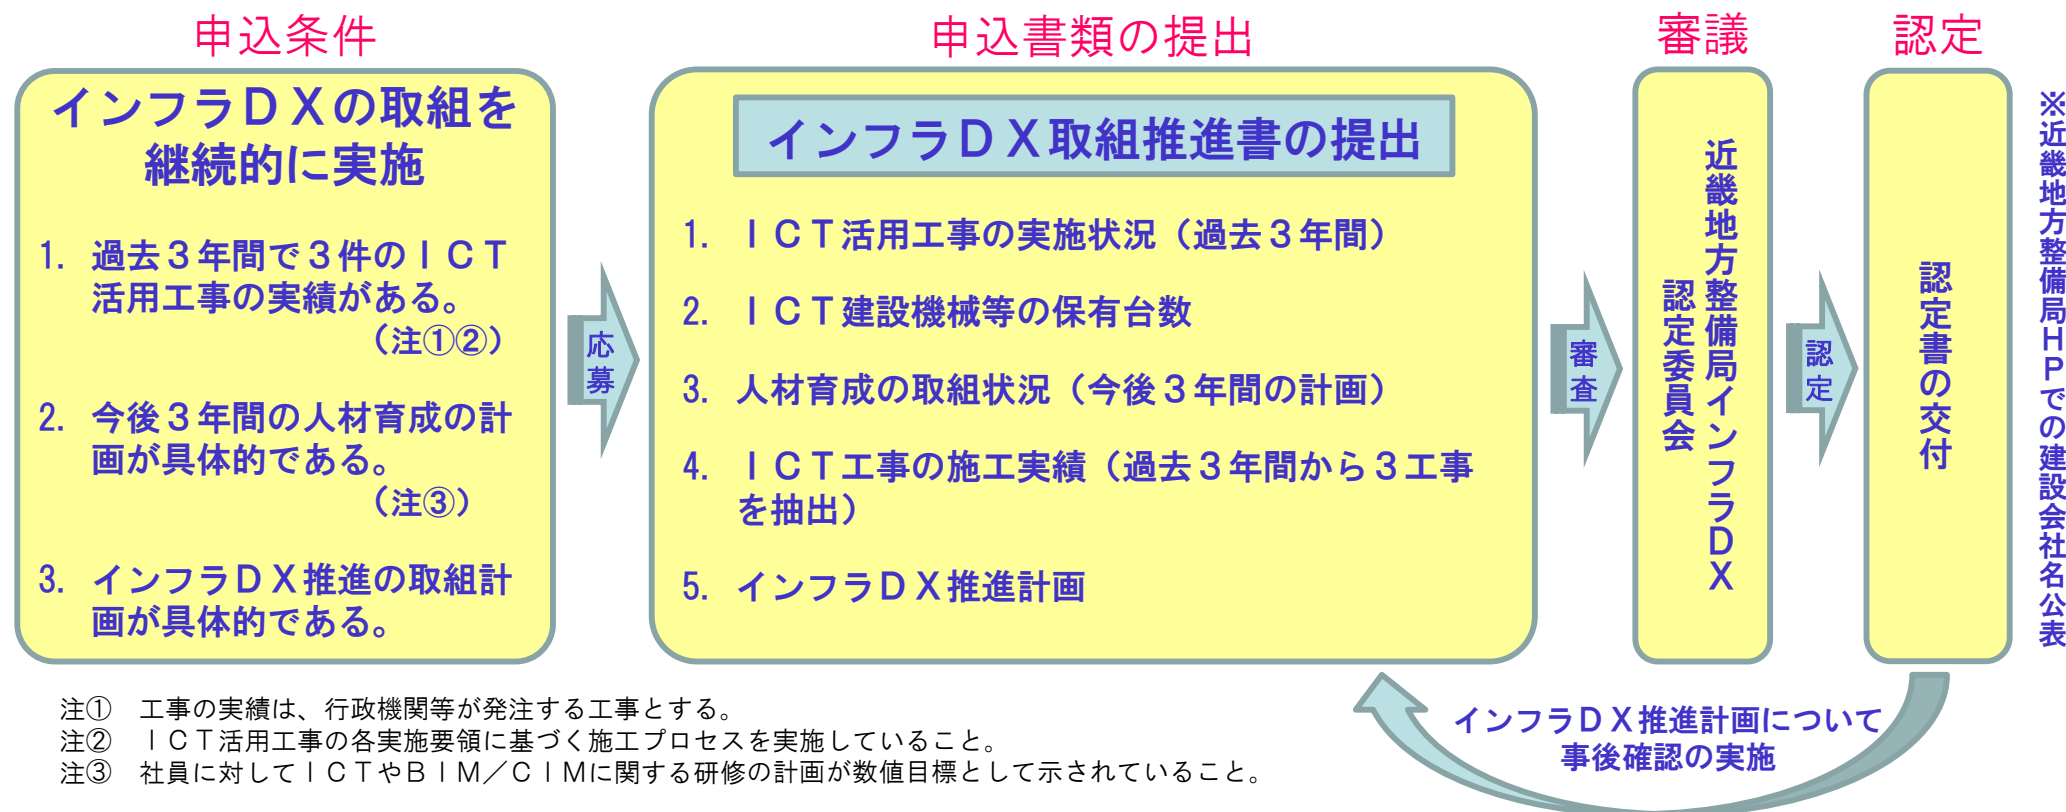 申込条件
インフラＤＸの取組を
継続的に実施
1. 過去３年間で３件のＩＣＴ
活用工事の実績がある。
（注①②）
2. 今後３年間の人材育成の計
画が具体的である。
（注③）
3. インフラＤＸ推進の取組計
画が具体的である。
応募
申込書類の提出
インフラＤＸ取組推進書の提出
1. ＩＣＴ活用工事の実施状況（過去３年間）
2. ＩＣＴ建設機械等の保有台数
3. 人材育成の取組状況（今後３年間の計画）
4. ＩＣＴ工事の施工実績（過去３年間から３工事
を抽出）
5. インフラＤＸ推進計画
審査
審議
近畿地方整備局インフラＤＸ
認定委員会
認定
認定
認定書の交付
※近畿地方整備局ＨＰでの建設会社名公表
インフラＤＸ推進計画について
事後確認の実施
注①　工事の実績は、行政機関等が発注する工事とする。
注②　ＩＣＴ活用工事の各実施要領に基づく施工プロセスを実施していること。
注③　社員に対してＩＣＴやＢＩＭ／ＣＩＭに関する研修の計画が数値目標として示されていること。